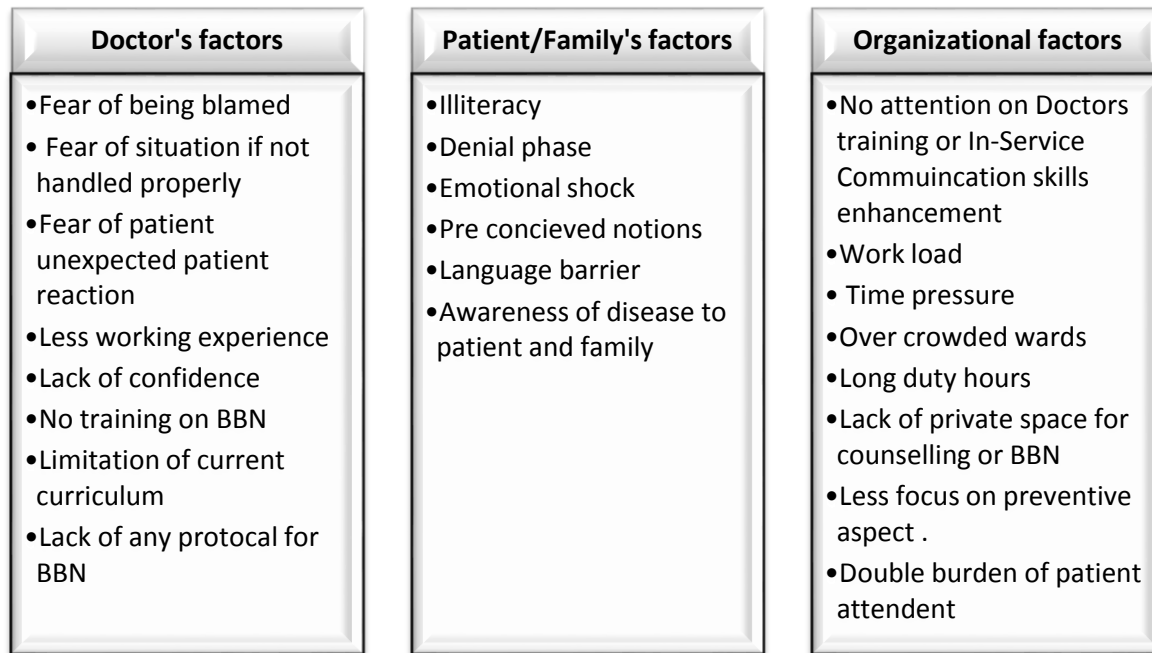 Doctor's factors
•Fear of being blamed
• Fear of situation if not
handled properly
•Fear of patient
unexpected patient
reaction
•Less working experience
•Lack of confidence
•No training on BBN
•Limitation of current
curriculum
•Lack of any protocal for
BBN
Patient/Family's factors
•Illiteracy
•Denial phase
•Emotional shock
•Pre concieved notions
•Language barrier
•Awareness of disease to
patient and family
Organizational factors
•No attention on Doctors
training or In-Service
Commuincation skills
enhancement
•Work load
• Time pressure
•Over crowded wards
•Long duty hours
•Lack of private space for
counselling or BBN
•Less focus on preventive
aspect .
•Double burden of patient
attendent